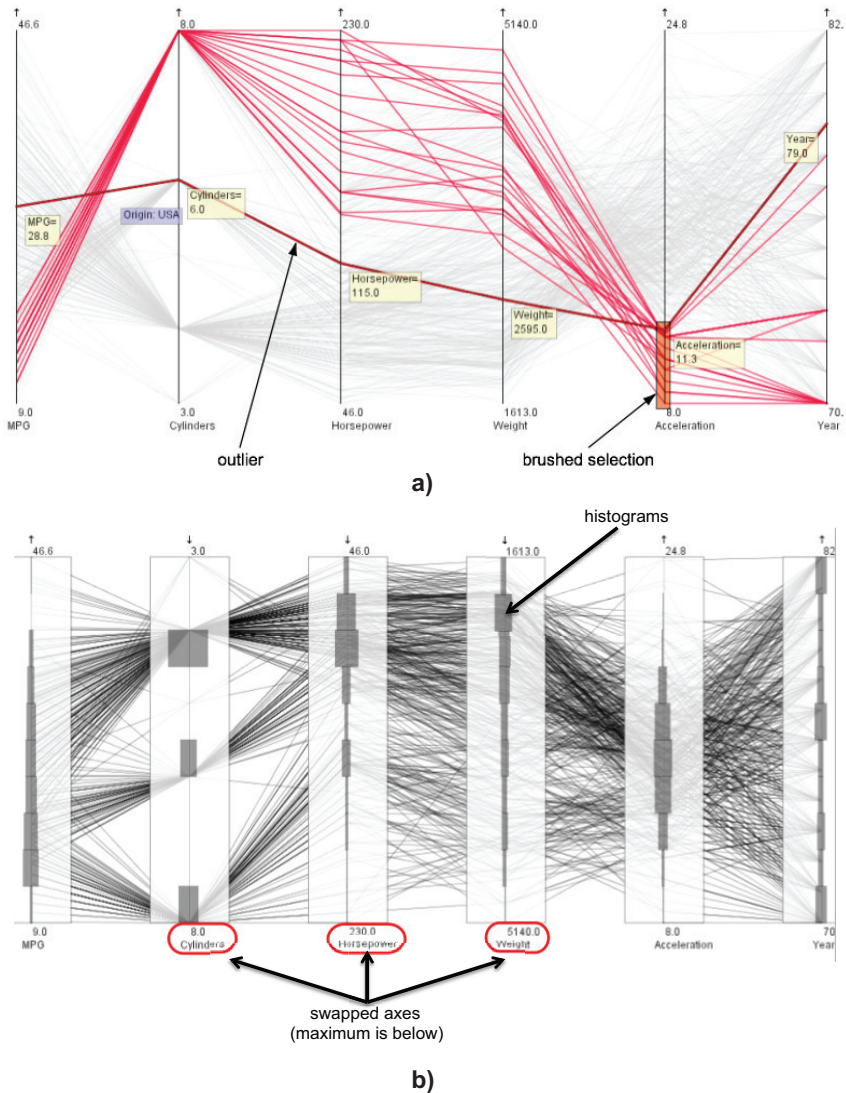 46.6 8.0 230.0 5140.0 24.8 82.
Year=
79.0
Cylinders=
6.0
Origin: USA
MPG=
28.8
Horsepower=
115.0
Weight=
2595.0
Acceleration=
11.3
9.0 3.0 46.0 1613.0 8.0 70.
MPG Cylinders Horsepower Weight Acceleration Year
outlier
brushed selection
a)
histograms
46.6 3.0 46.0 1613.0 24.8 82
9.0 8.0 230.0 5140.0 8.0 70
MPG Cylinders Horsepower Weight Acceleration Year
swapped axes
(maximum is below)
b)